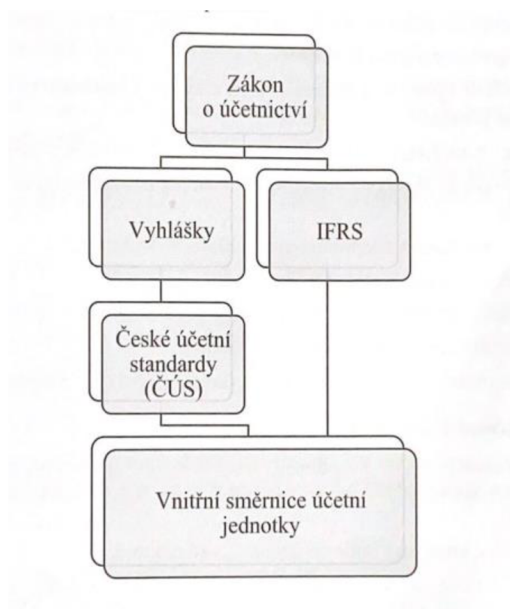 Zákon
o účetnictví
Vyhlášky
IFRS
České účetní
standardy
(ČÚS)
Vnitřní směrnice účetní
jednotky